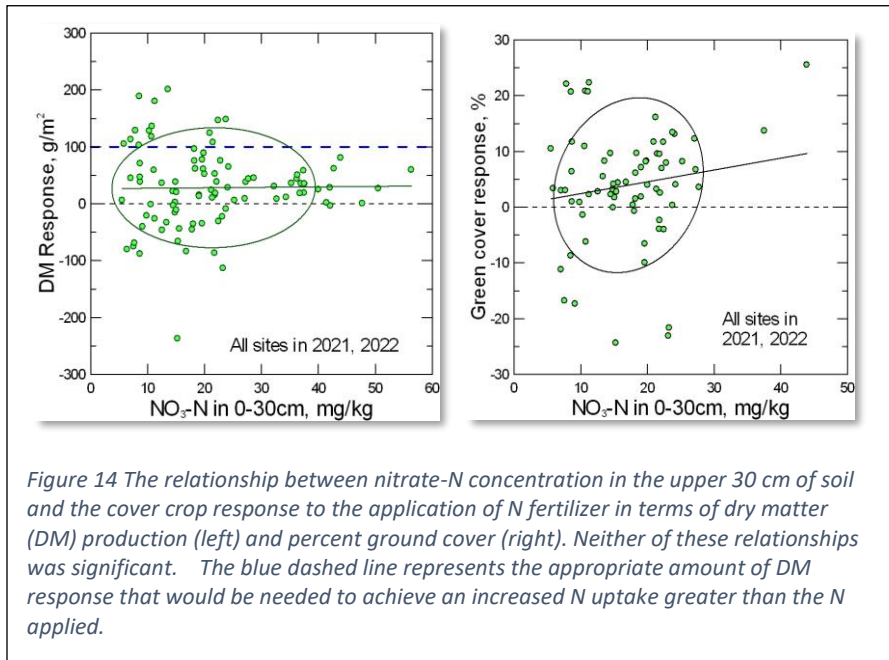 300
200
100
0
-100
-200
-300
DM Response, g/m²
All sites in 2021, 2022
0 10 20 30 40 50 60
NO₃-N in 0-30cm, mg/kg
30
20
10
0
-10
-20
-30
Green cover response, %
All sites in
2021, 2022
0 10 20 30 40 50
NO₃-N in 0-30cm, mg/kg
Figure 14 The relationship between nitrate-N concentration in the upper 30 cm of soil
and the cover crop response to the application of N fertilizer in terms of dry matter
(DM) production (left) and percent ground cover (right). Neither of these relationships
was significant. The blue dashed line represents the appropriate amount of DM
response that would be needed to achieve an increased N uptake greater than the N
applied.